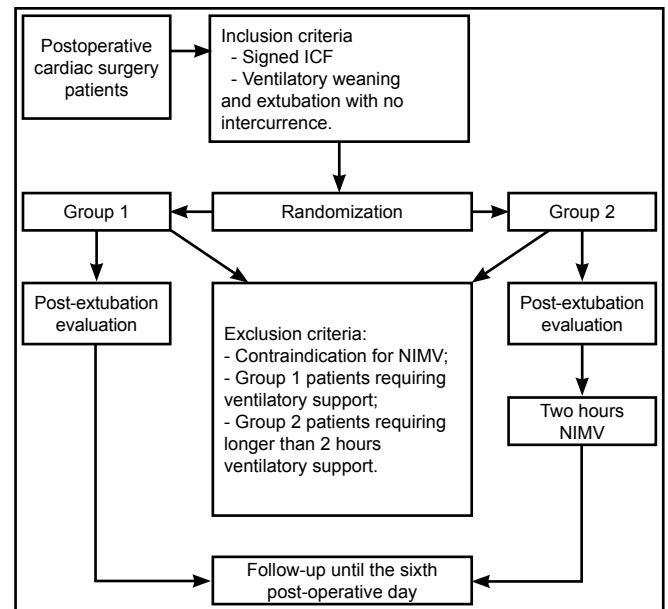 Postoperative
cardiac surgery
patients
Inclusion criteria
- Signed ICF
- Ventilatory weaning
and extubation with no
intercurrence.
Group 1
Randomization
Group 2
Post-extubation
evaluation
Exclusion criteria:
- Contraindication for NIMV;
- Group 1 patients requiring
ventilatory support;
- Group 2 patients requiring
longer than 2 hours
ventilatory support.
Post-extubation
evaluation
Two hours
NIMV
Follow-up until the sixth
post-operative day